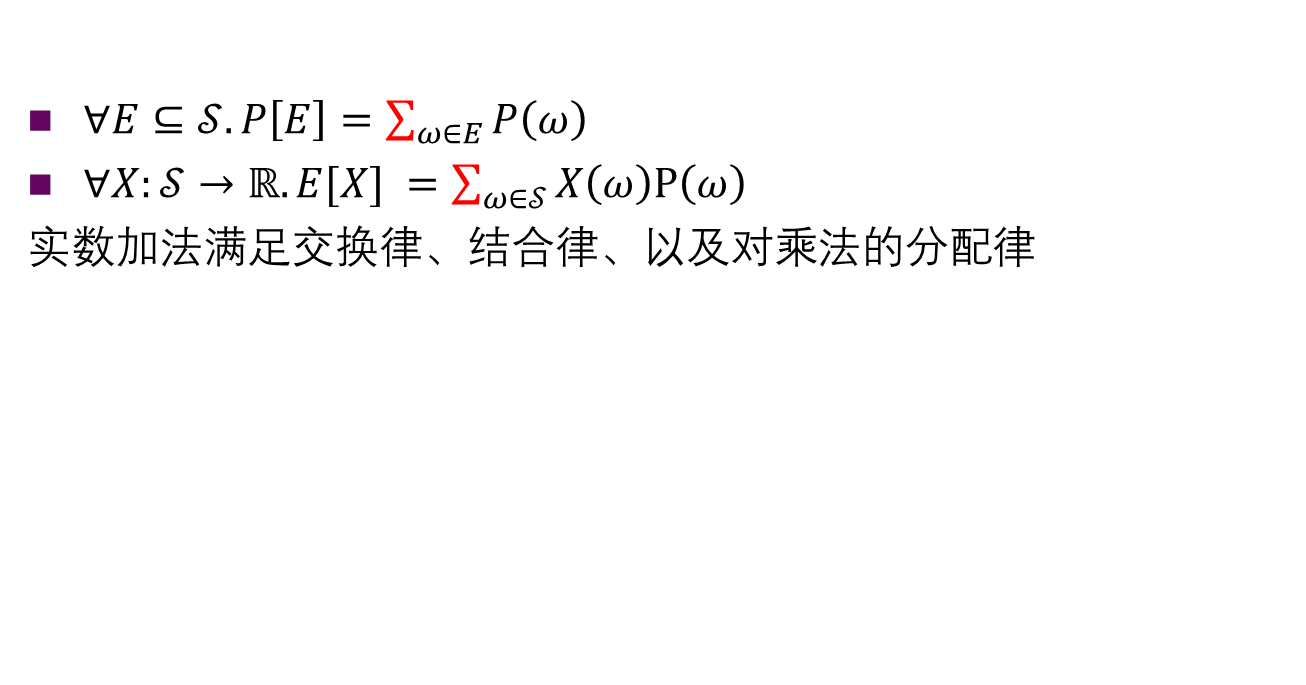 ■ ∀E ⊆ 𝒮. P[E] = ∑_{ω∈E} P(ω)
■ ∀X: 𝒮 → ℝ. E[X] = ∑_{ω∈𝒮} X(ω)P(ω)
实数加法满足交换律、结合律、以及对乘法的分配律